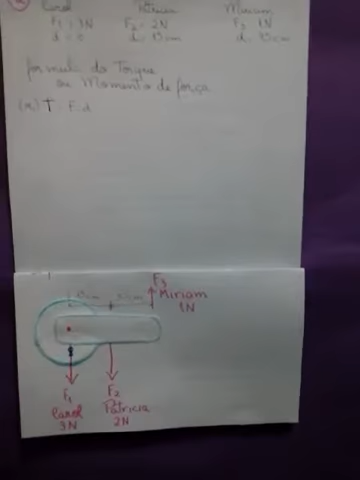 Carol Patricia Miriam
F1 = 3N F2 = 2N F3 1N
d = 0 d = 15cm d =
formula do Torque
ou Momento de força
T F.d
F3
Miriam
1N
F1 F2
Carol Patricia
3N 2N